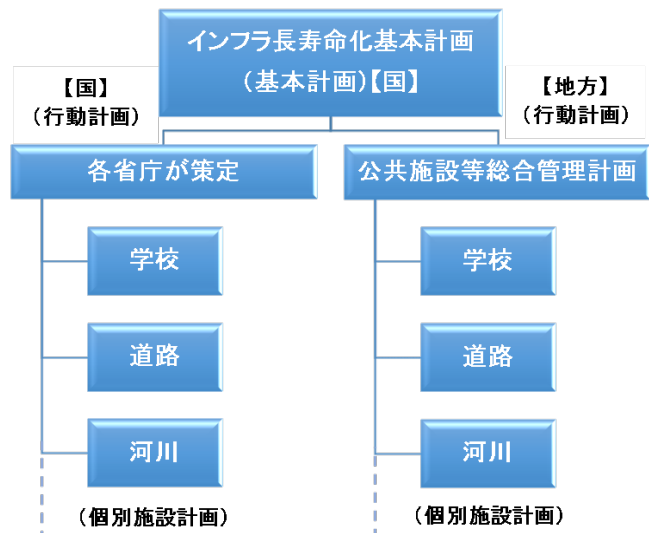 インフラ長寿命化基本計画
（基本計画）【国】
【国】
（行動計画）
【地方】
（行動計画）
各省庁が策定
公共施設等総合管理計画
学校
道路
河川
（個別施設計画）
学校
道路
河川
（個別施設計画）